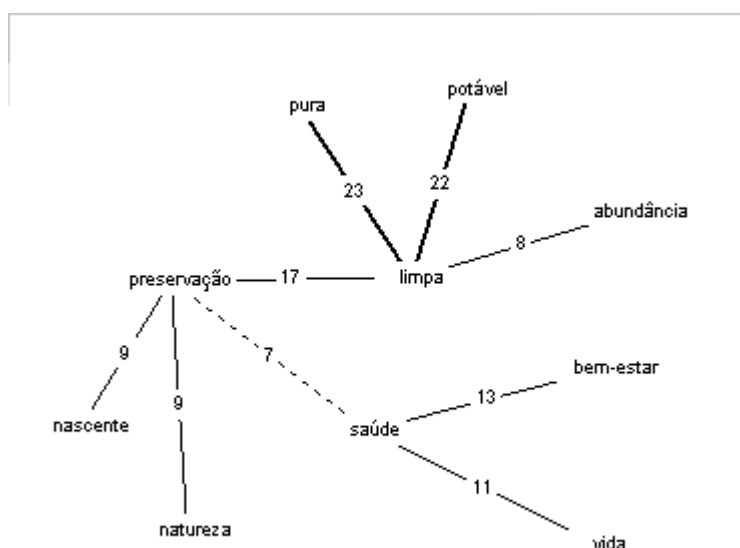 potável
pura
23
22
abundância
8
preservação
17
limpa
9
7
bem-estar
13
9
nascente
saúde
11
natureza
vida